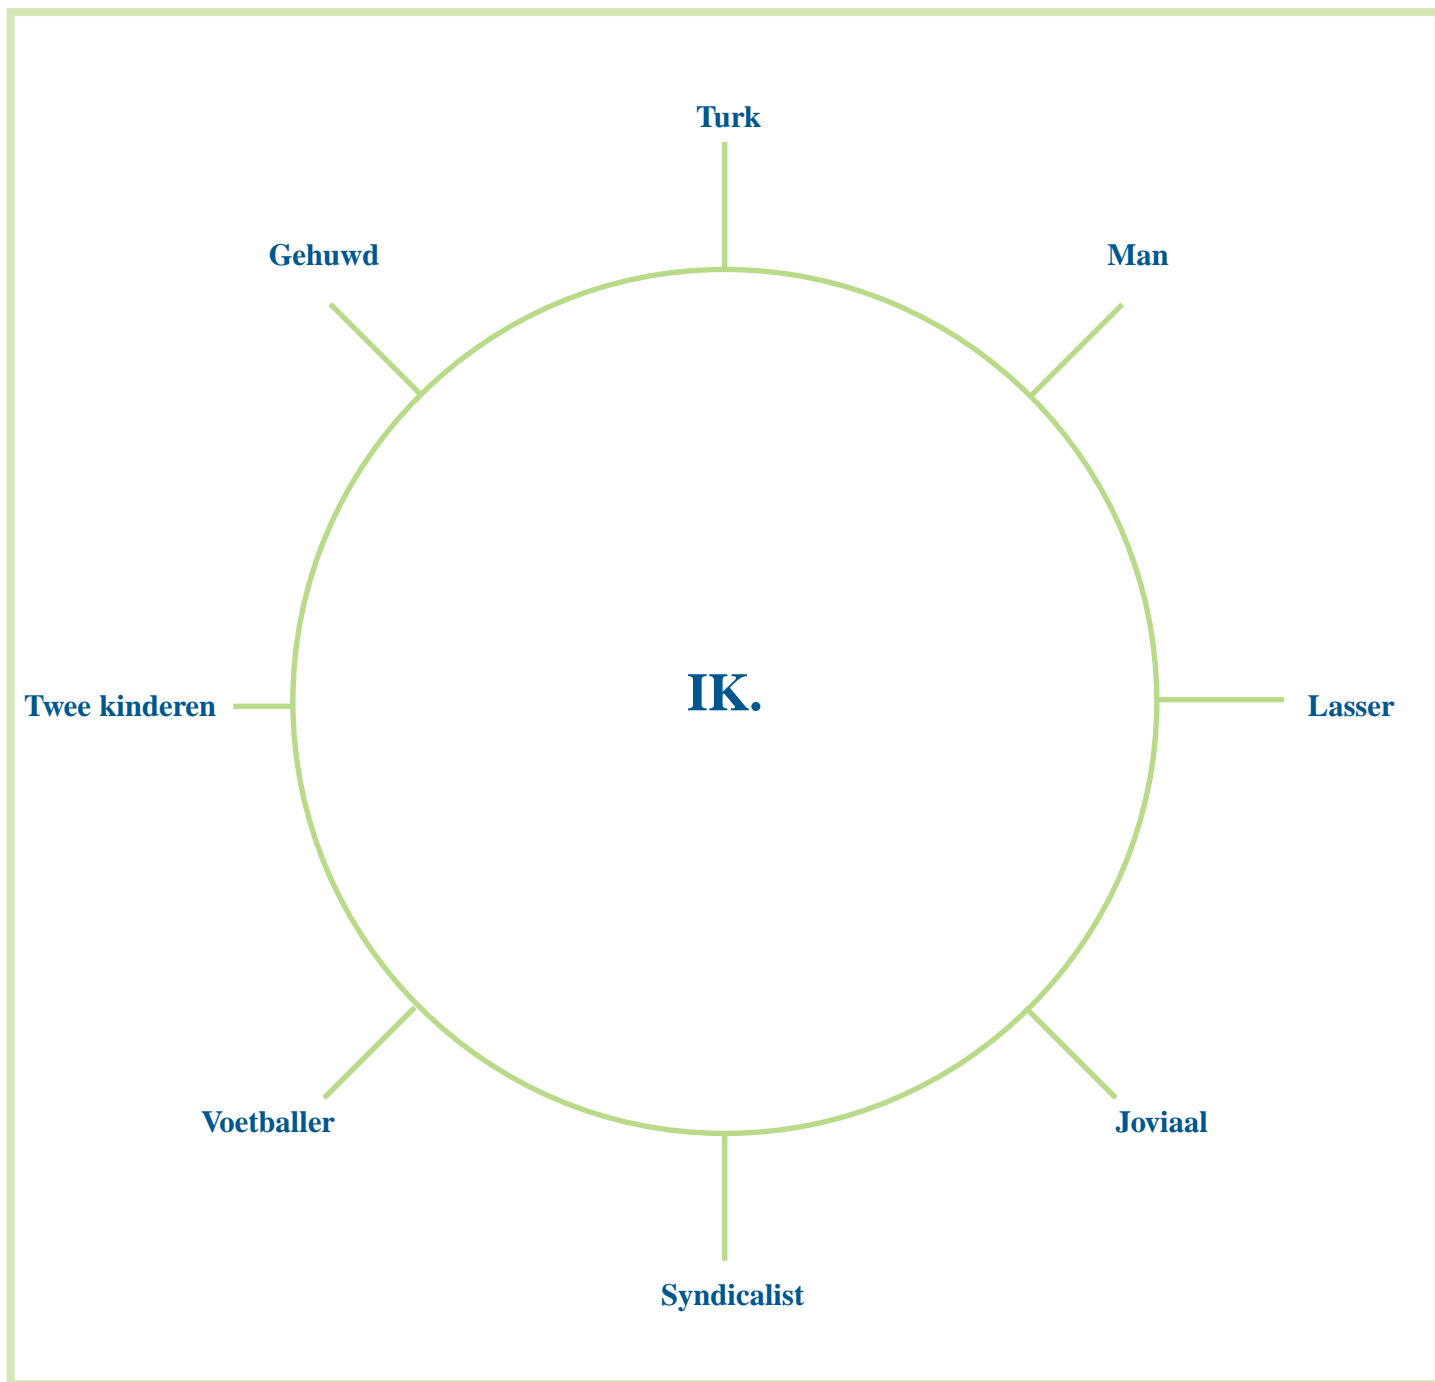 Turk
Gehuwd
Man
Twee kinderen
IK.
Lasser
Voetballer
Joviaal
Syndicalist